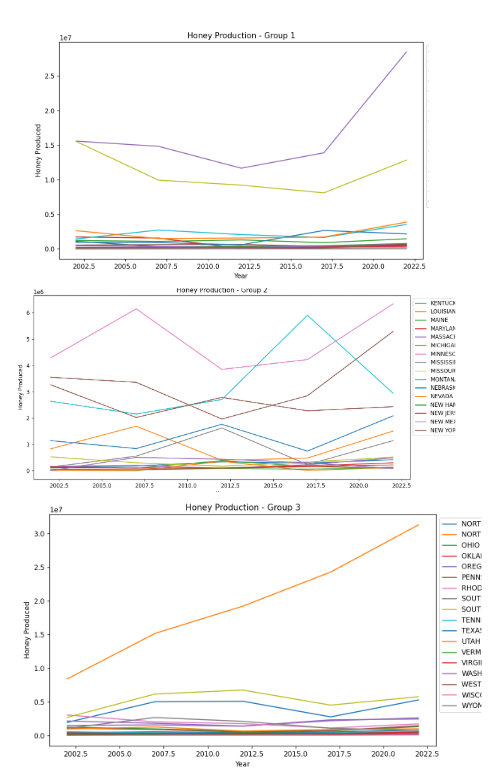 Honey Production - Group 1
1e7
2.5
2.0
1.5
1.0
0.5
0.0
Honey Produced
2002.5 2005.0 2007.5 2010.0 2012.5 2015.0 2017.5 2020.0 2022.5
Year
Honey Production - Group 2
1e6
6
5
4
3
2
1
0
Honey Produced
2002.5 2005.0 2007.5 2010.0 2012.5 2015.0 2017.5 2020.0 2022.5
KENTUCK
LOUISIAN
MAINE
MARYLAN
MASSACH
MICHIGAI
MINNESC
MISSISSIF
MISSOUR
MONTAN.
NEBRASK
NEVADA
NEW HAI
NEW JERS
NEW MEX
NEW YOR
Honey Production - Group 3
1e7
3.0
2.5
2.0
1.5
1.0
0.5
0.0
Honey Produced
2002.5 2005.0 2007.5 2010.0 2012.5 2015.0 2017.5 2020.0 2022.5
Year
NORT
NORT
OHIO
OKLA
OREG
PENN
RHOD
SOUT
SOUT
TENN
TEXAS
UTAH
VERM
VIRGII
WASH
WEST
WISC
WYON